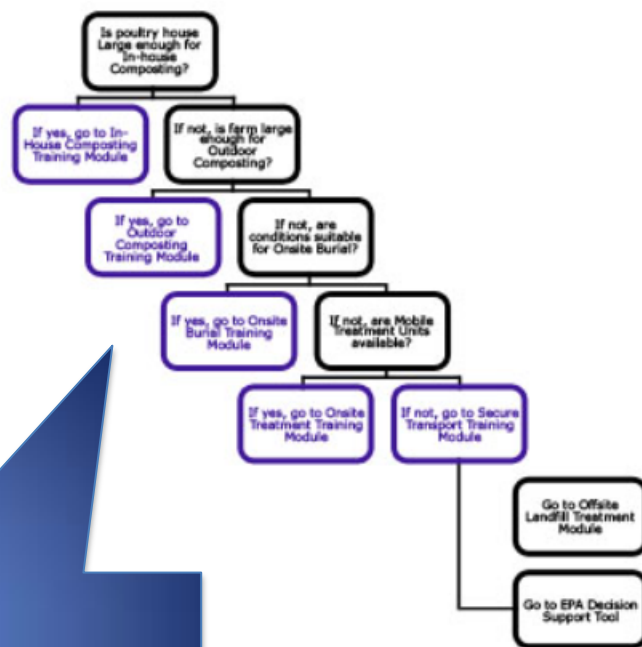 Is poultry house
Large enough for
In-house
Composting?
If yes, go to In-
House Composting
Training Module
If not, is farm large
enough for
Outdoor
Composting?
If yes, go to
Outdoor
Composting
Training Module
If not, are
conditions suitable
for Onsite Burial?
If yes, go to Onsite
Burial Training
Module
If not, are Mobile
Treatment Units
available?
If yes, go to Onsite
Treatment Training
Module
If not, go to Secure
Transport Training
Module
Go to Offsite
Landfill Treatment
Module
Go to EPA Decision
Support Tool